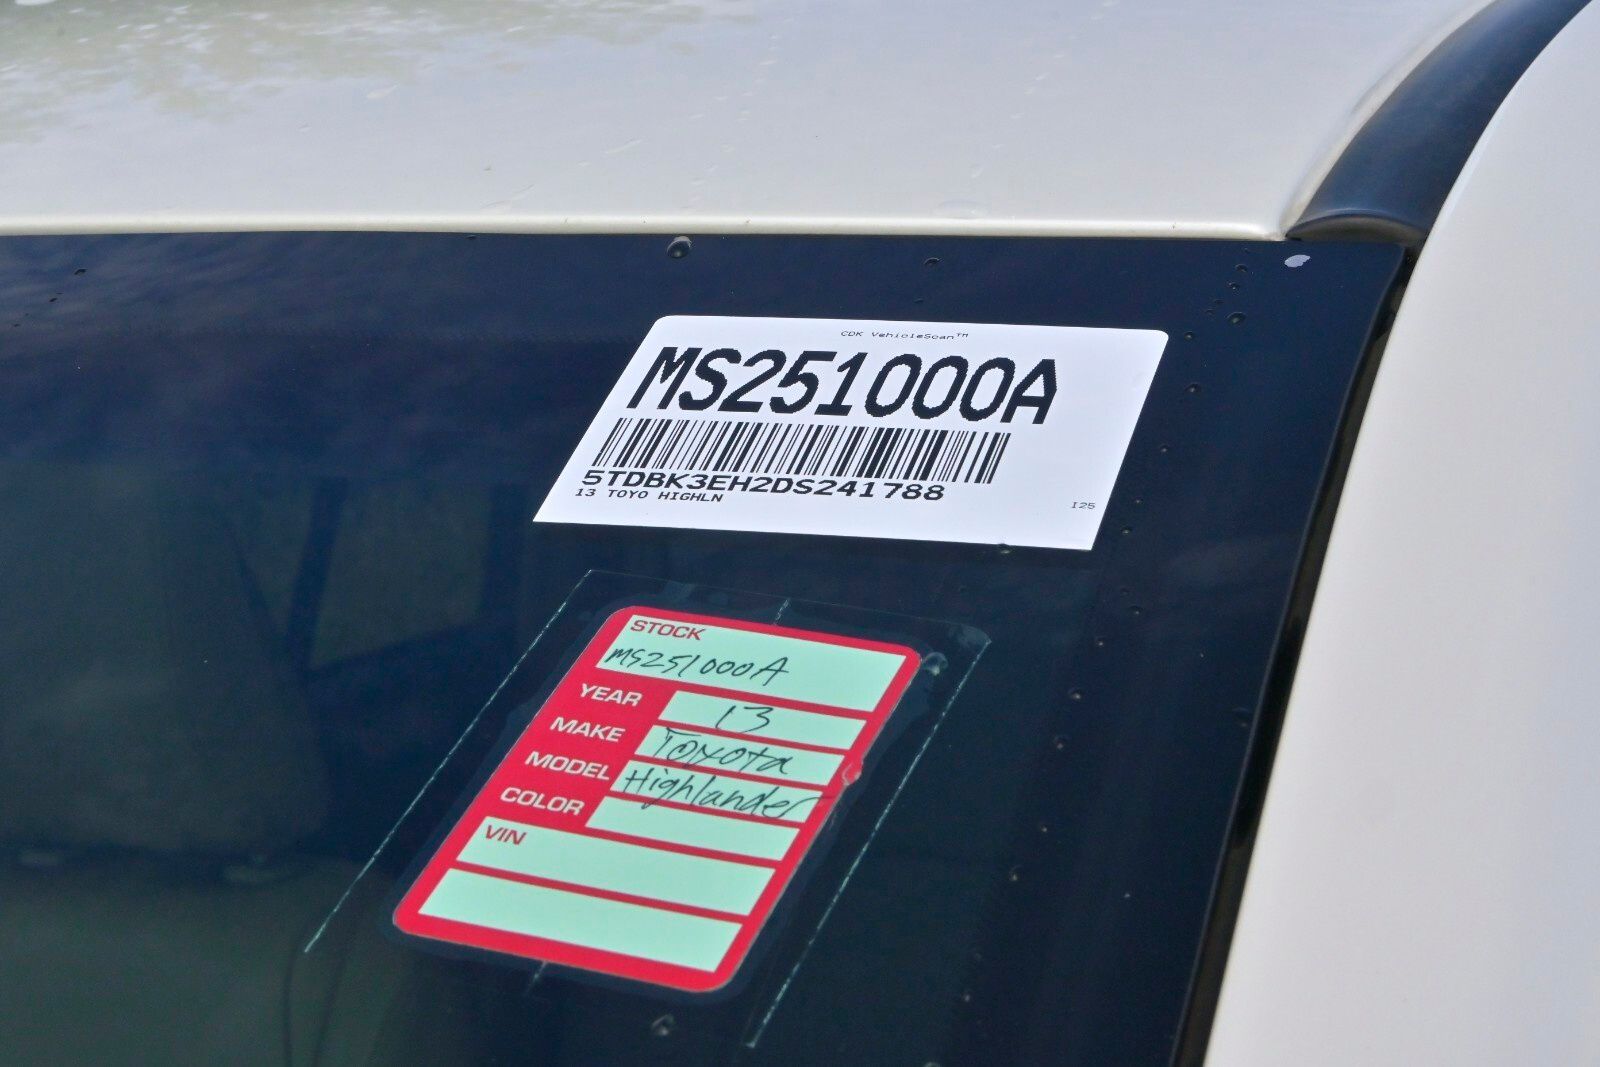 CDK VehicleScan™
MS251000A
5TDBK3EH2DS241788
13 TOYO HIGHLN
I25
STOCK
MS251000A
YEAR 13
MAKE Toyota
MODEL Highlander
COLOR
VIN